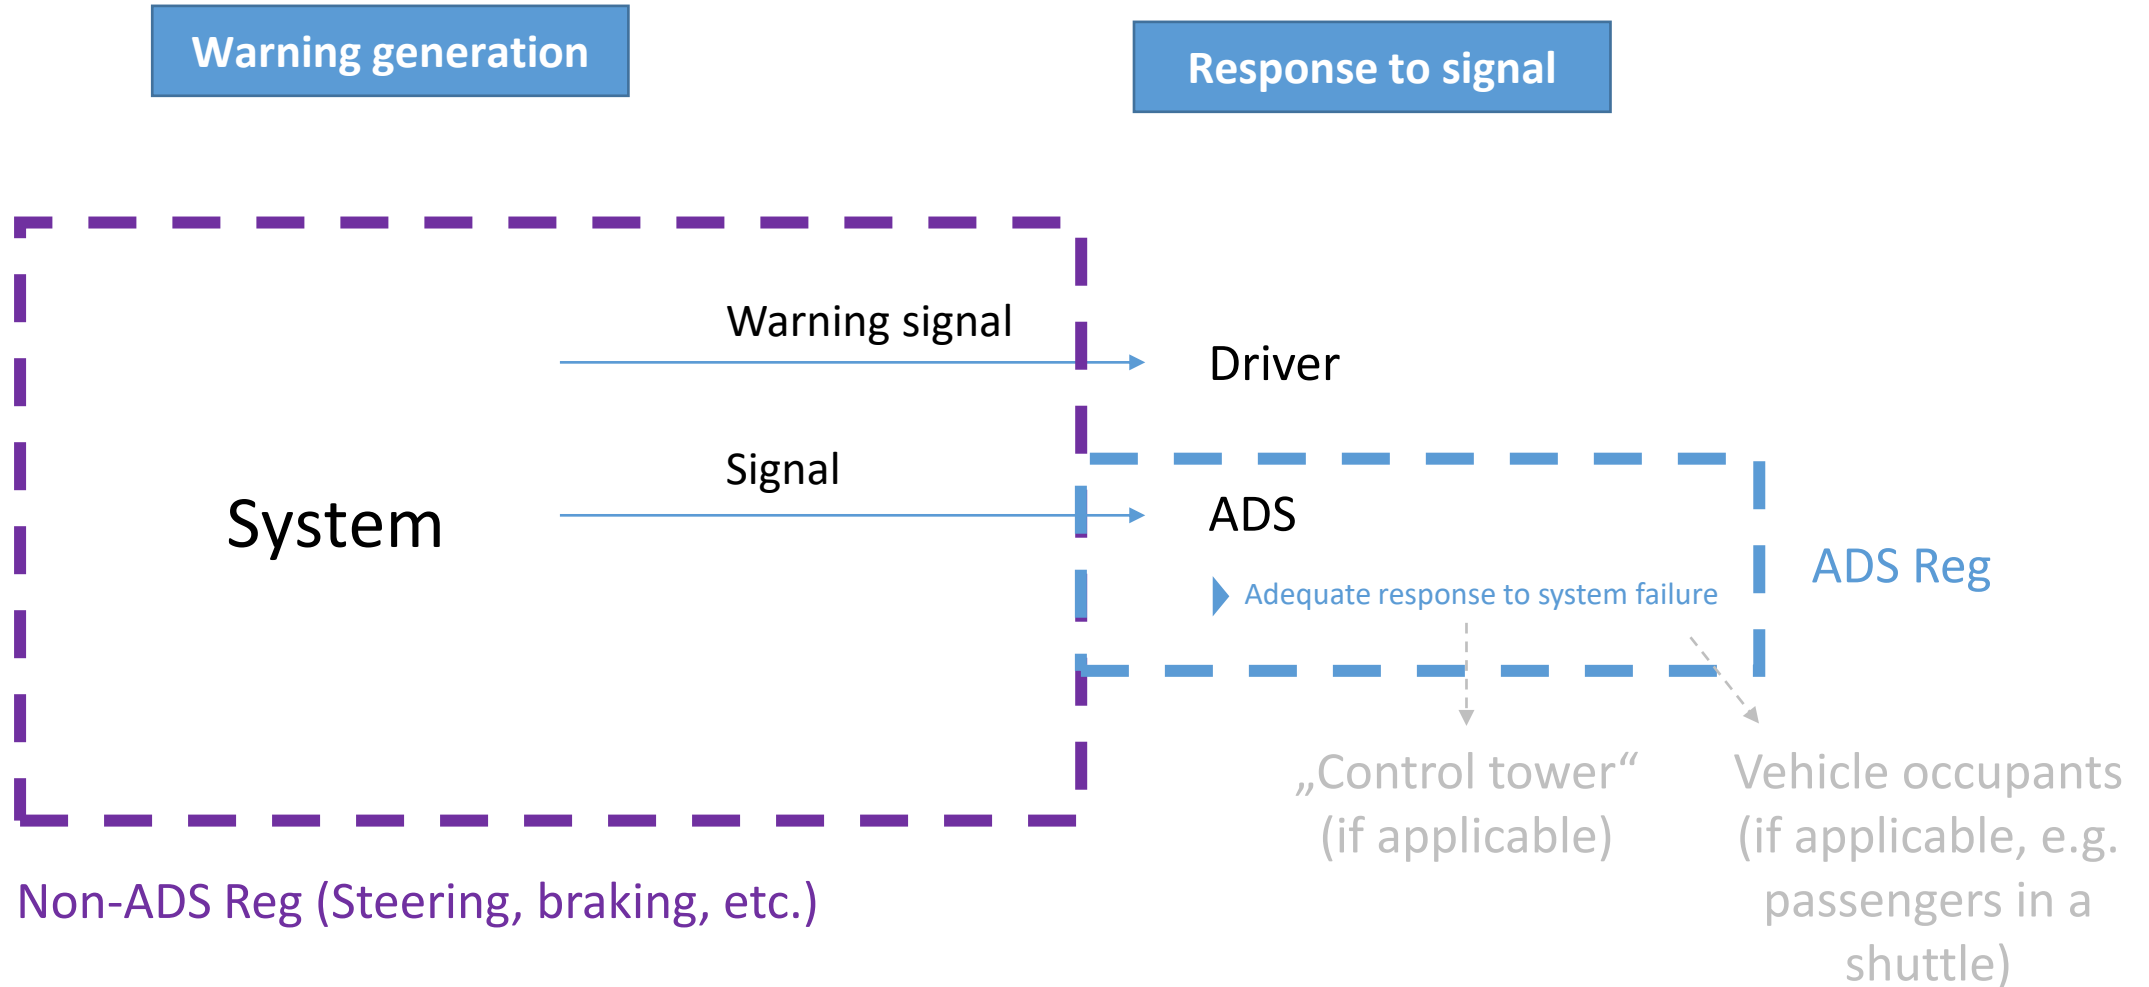 Warning generation
Response to signal
Warning signal
Driver
Signal
System
ADS
Adequate response to system failure
ADS Reg
„Control tower“
(if applicable)
Vehicle occupants
(if applicable, e.g.
passengers in a
shuttle)
Non-ADS Reg (Steering, braking, etc.)